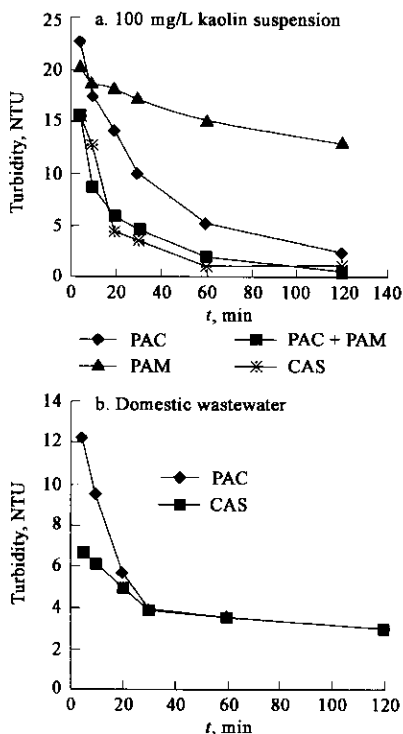 a. 100 mg/L kaolin suspension
Turbidity, NTU
25
20
15
10
5
0
0 20 40 60 80 100 120 140
t, min
PAC PAC + PAM
PAM CAS
b. Domestic wastewater
Turbidity, NTU
14
12
10
8
6
4
2
0
PAC
CAS
0 20 40 60 80 100 120
t, min